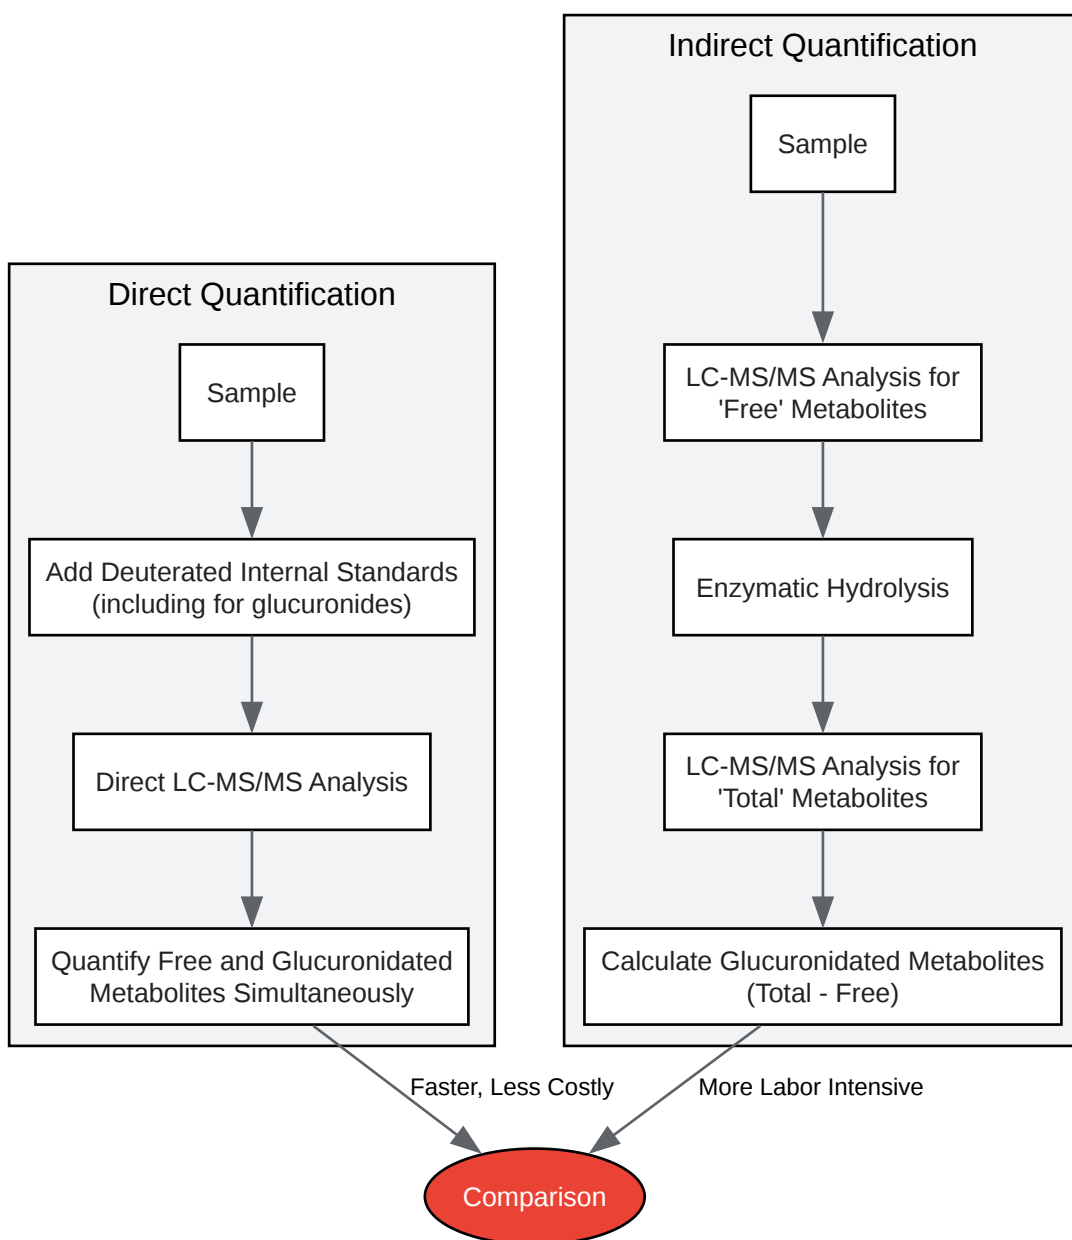 Direct Quantification
Sample
Add Deuterated Internal Standards
(including for glucuronides)
Direct LC-MS/MS Analysis
Quantify Free and Glucuronidated
Metabolites Simultaneously
Indirect Quantification
Sample
LC-MS/MS Analysis for
'Free' Metabolites
Enzymatic Hydrolysis
LC-MS/MS Analysis for
'Total' Metabolites
Calculate Glucuronidated Metabolites
(Total - Free)
Faster, Less Costly
More Labor Intensive
Comparison